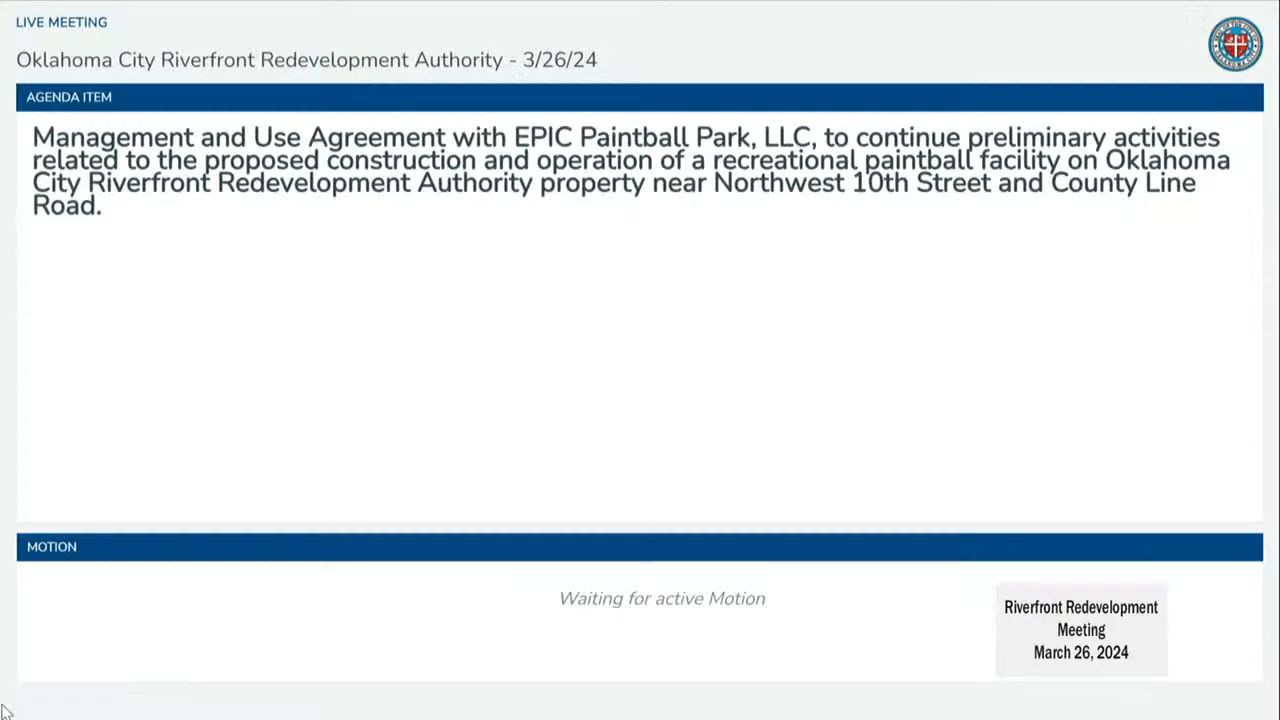 LIVE MEETING
Oklahoma City Riverfront Redevelopment Authority - 3/26/24
AGENDA ITEM
Management and Use Agreement with EPIC Paintball Park, LLC, to continue preliminary activities
related to the proposed construction and operation of a recreational paintball facility on Oklahoma
City Riverfront Redevelopment Authority property near Northwest 10th Street and County Line
Road.
MOTION
Waiting for active Motion
Riverfront Redevelopment
Meeting
March 26, 2024